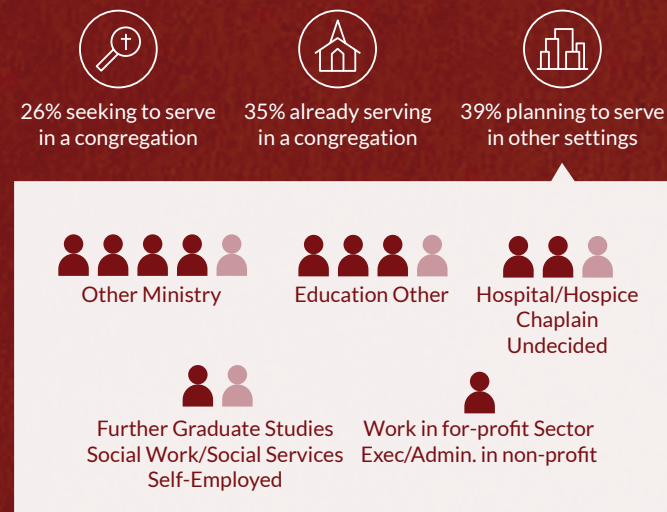 26% seeking to serve
in a congregation
35% already serving
in a congregation
39% planning to serve
in other settings
Other Ministry
Education Other
Hospital/Hospice
Chaplain
Undecided
Further Graduate Studies
Social Work/Social Services
Self-Employed
Work in for-profit Sector
Exec/Admin. in non-profit